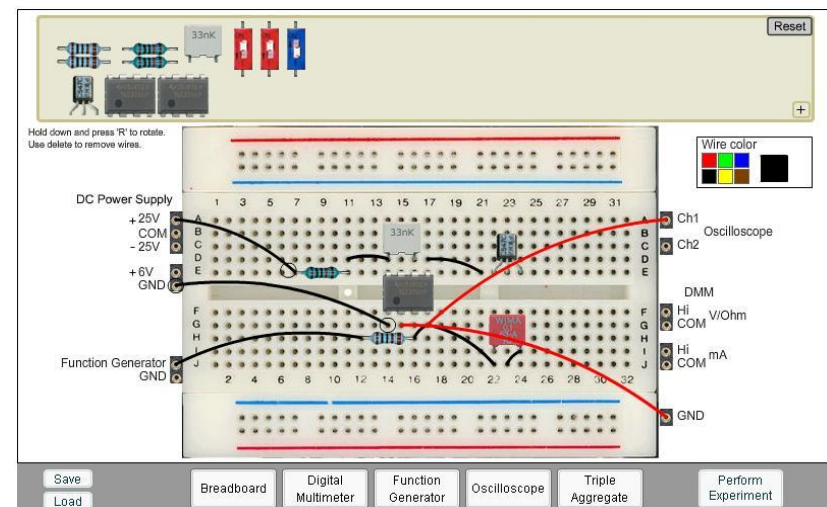 Reset
33nK
+
Hold down and press 'R' to rotate.
Use delete to remove wires.
Wire color
DC Power Supply
+ 25V
COM
- 25V
+6V
GND
1 3 5 7 9 11 13 15 17 19 21 23 25 27 29 31
A
B
C
D
E
A
B
C
D
E
33nK
Ch1
Oscilloscope
Ch2
DMM
Hi
V/Ohm
COM
Hi
mA
COM
F
G
H
I
J
F
G
H
I
J
WIMA
Function Generator
GND
2 4 6 8 10 12 14 16 18 20 22 24 26 28 30 32
GND
Save
Load
Breadboard
Digital
Multimeter
Function
Generator
Oscilloscope
Triple
Aggregate
Perform
Experiment